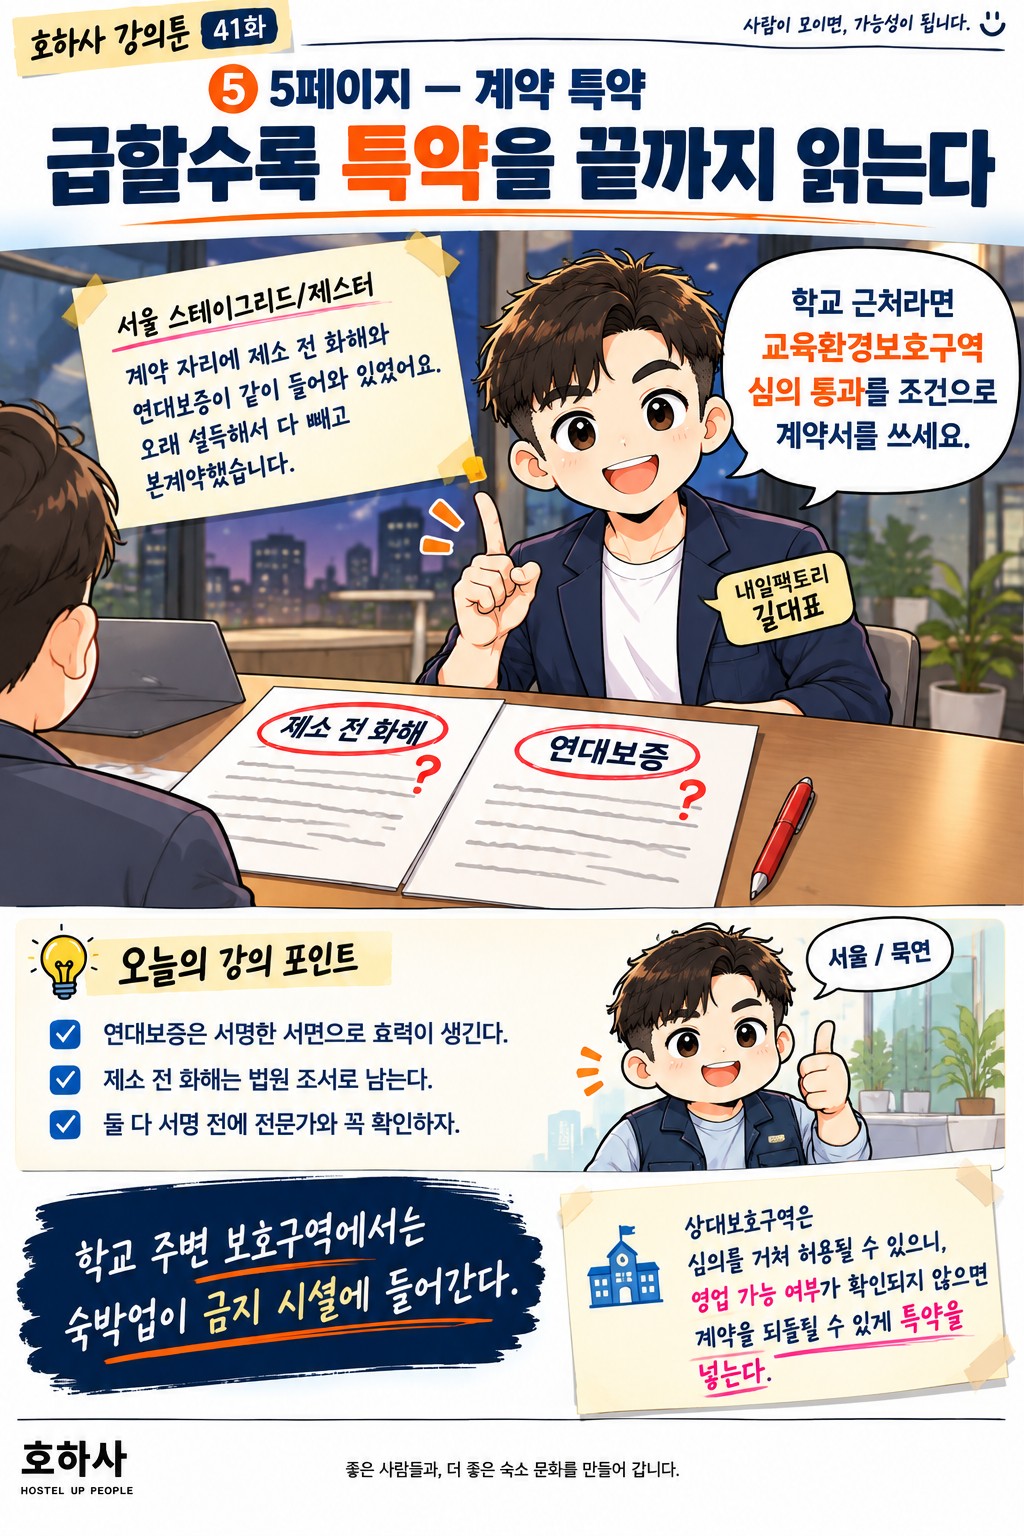 호하사 강의툰 41화
사람이 모이면, 가능성이 됩니다.
5 5페이지 – 계약 특약
급할수록 특약을 끝까지 읽는다
서울 스테이그리드/제스터
계약 자리에 제소 전 화해와
연대보증이 같이 들어와 있었어요.
오래 설득해서 다 빼고
본계약했습니다.
학교 근처라면
교육환경보호구역
심의 통과를 조건으로
계약서를 쓰세요.
내일팩토리
길대표
제소 전 화해
?
연대보증
?
오늘의 강의 포인트
연대보증은 서명한 서면으로 효력이 생긴다.
제소 전 화해는 법원 조서로 남는다.
둘 다 서명 전에 전문가와 꼭 확인하자.
서울 / 묵연
학교 주변 보호구역에서는
숙박업이 금지 시설에 들어간다.
상대보호구역은
심의를 거쳐 허용될 수 있으니,
영업 가능 여부가 확인되지 않으면
계약을 되돌릴 수 있게 특약을
넣는다.
호하사
HOSTEL UP PEOPLE
좋은 사람들과, 더 좋은 숙소 문화를 만들어 갑니다.